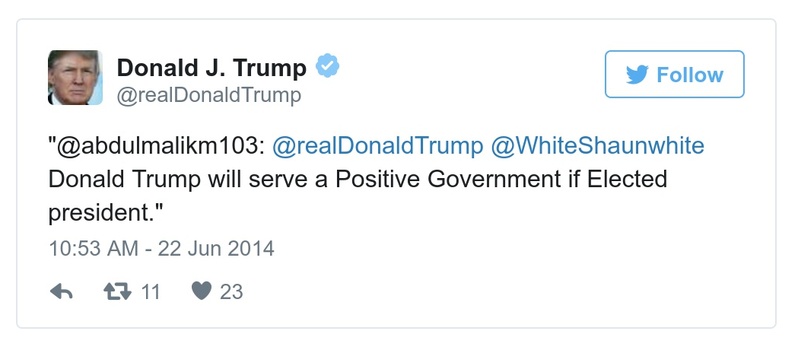 Donald J. Trump
@realDonaldTrump
Follow
"@abdulmalikm103: @realDonaldTrump @WhiteShaunwhite
Donald Trump will serve a Positive Government if Elected
president."
10:53 AM - 22 Jun 2014
11 23